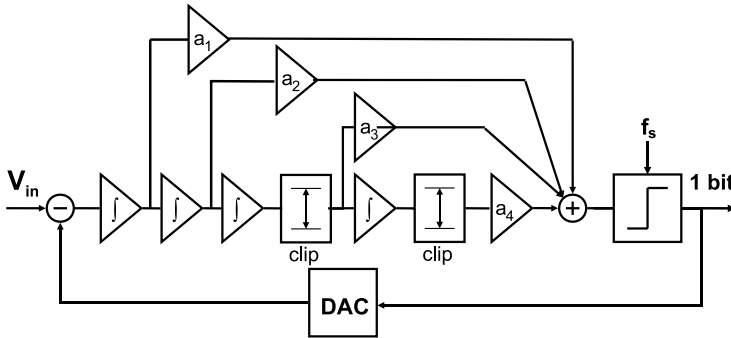 a1
a2
a3
fs
Vin
1 bit
∫
∫
∫
∫
a4
clip
clip
DAC